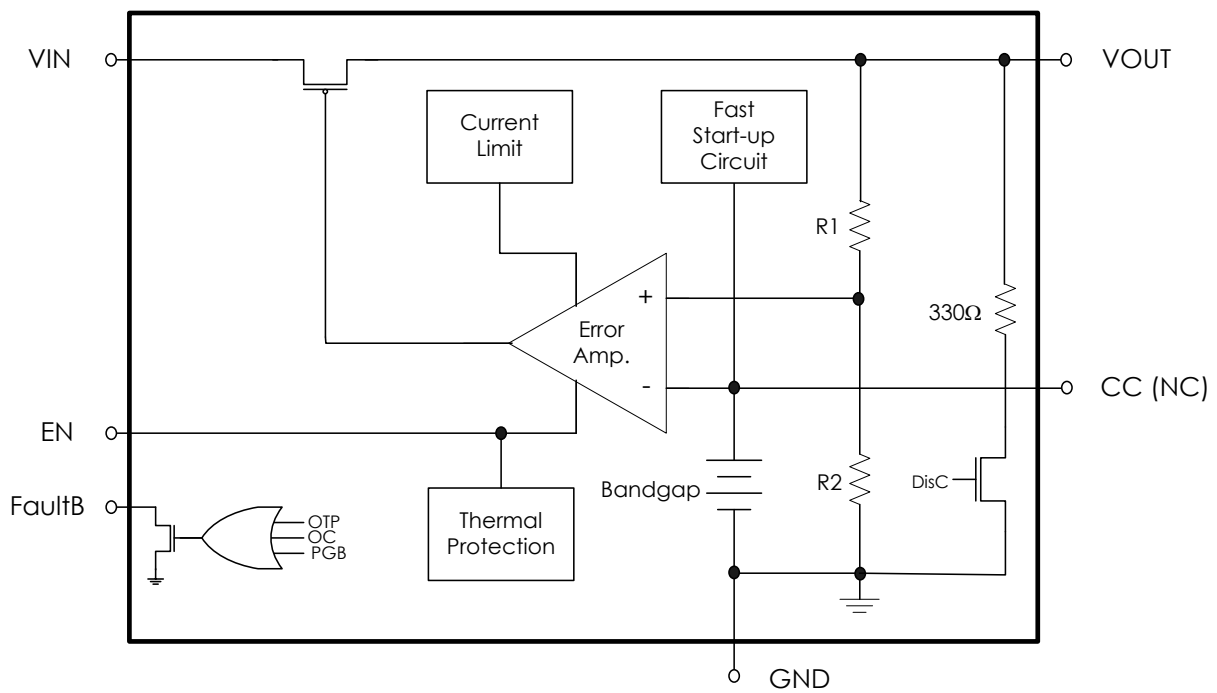 VIN
VOUT
Current
Limit
Fast
Start-up
Circuit
R1
+
330Ω
Error
Amp.
-
CC (NC)
EN
Bandgap
R2
DisC
FaultB
OTP
OC
PGB
Thermal
Protection
GND